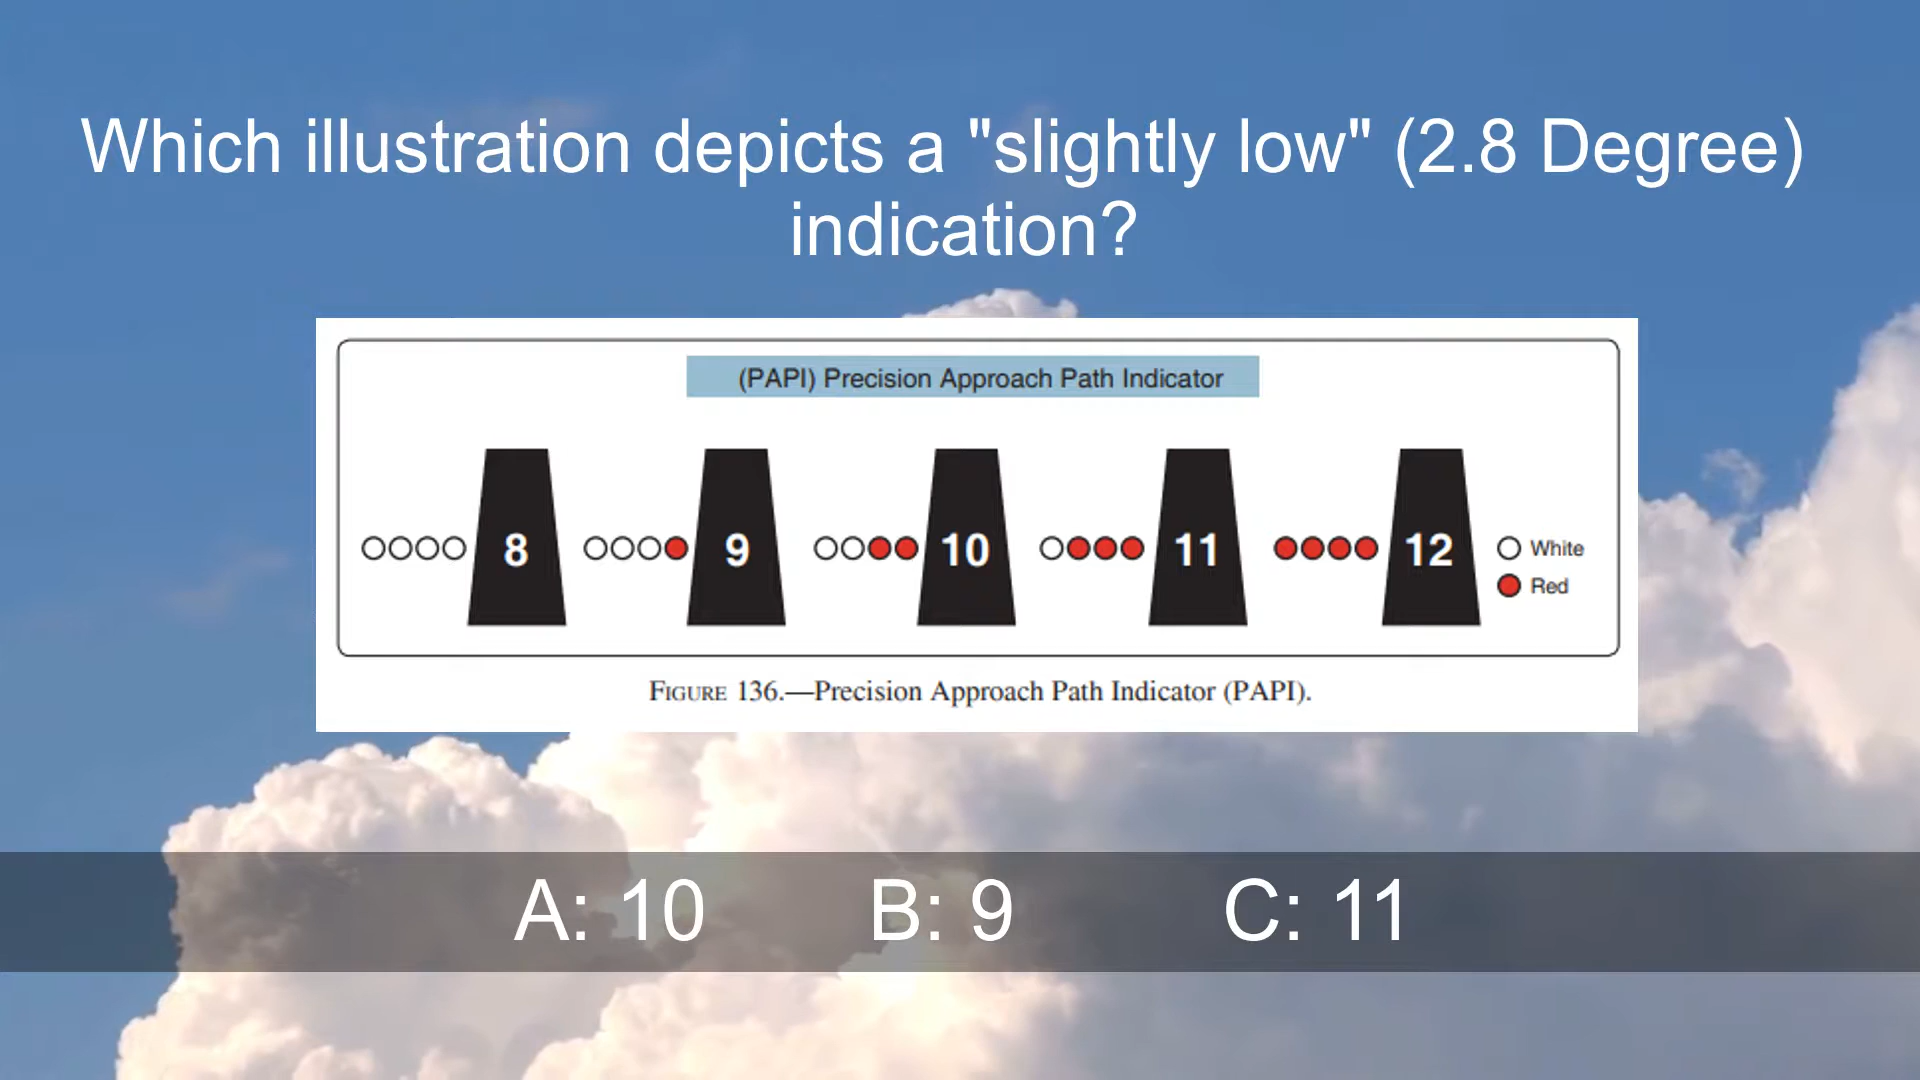 Which illustration depicts a "slightly low" (2.8 Degree)
indication?
(PAPI) Precision Approach Path Indicator
8 9 10 11 12 White
Red
FIGURE 136.—Precision Approach Path Indicator (PAPI).
A: 10 B: 9 C: 11